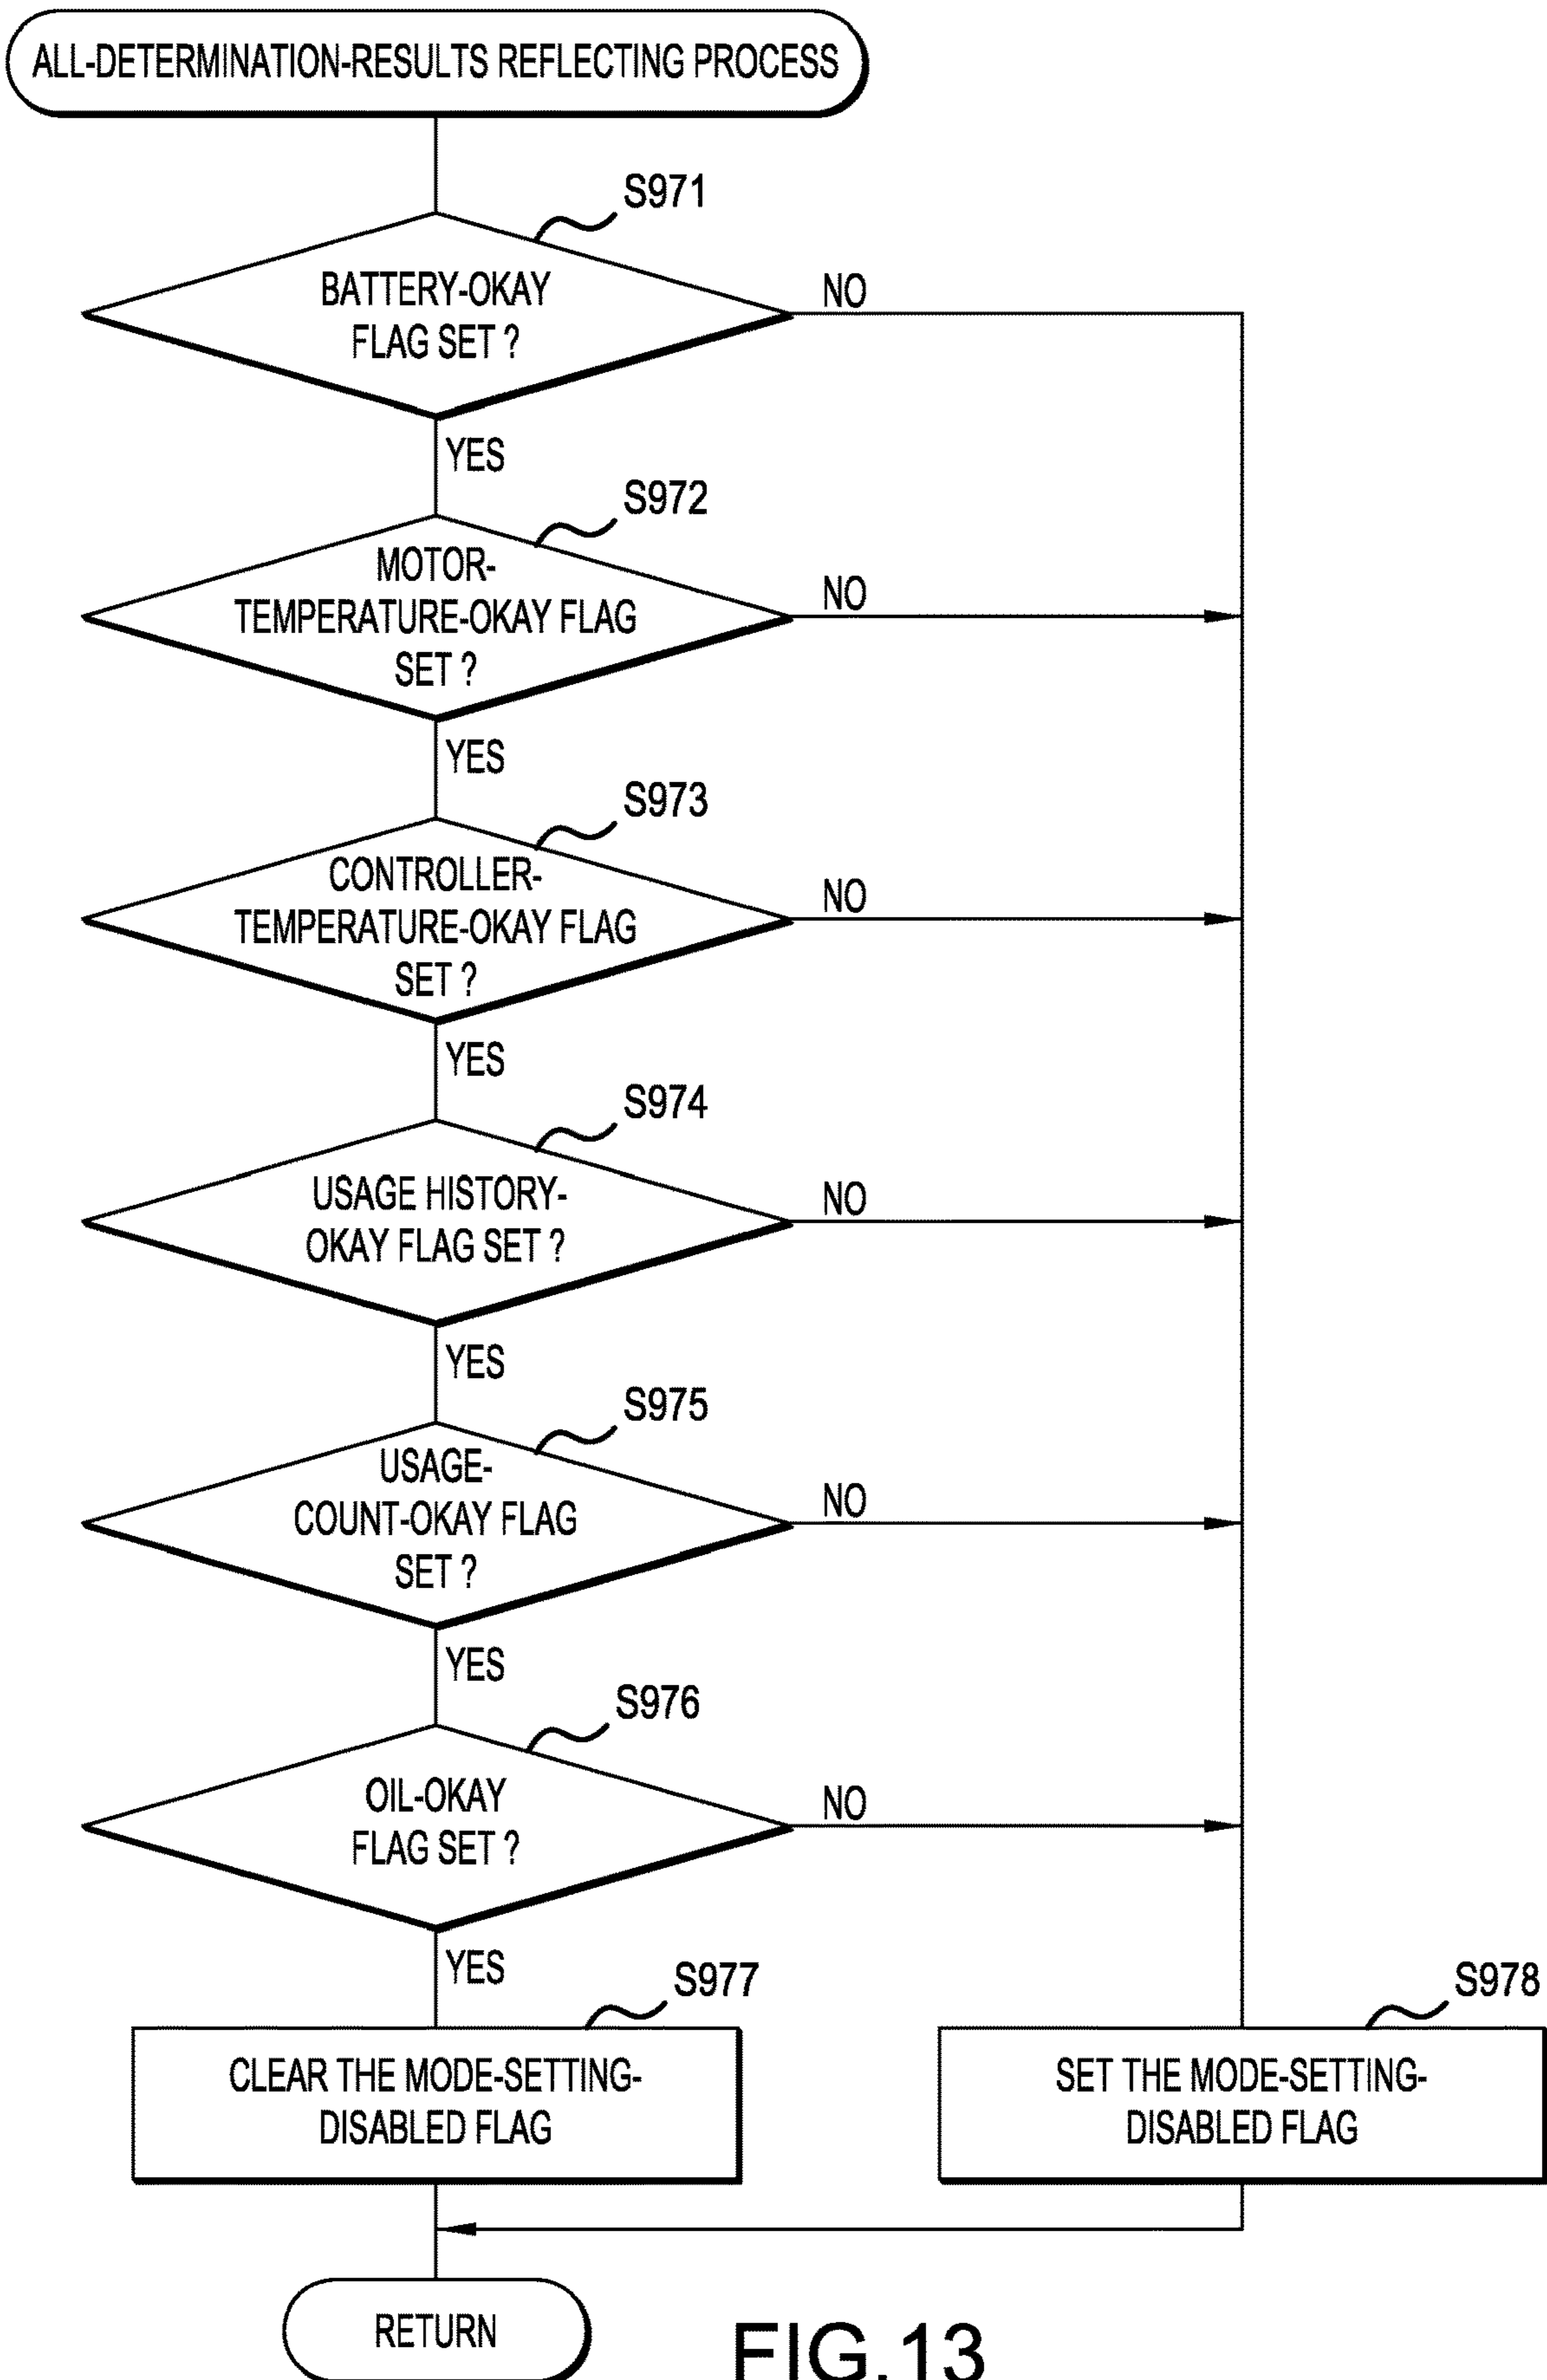 ALL-DETERMINATION-RESULTS REFLECTING PROCESS
S971
BATTERY-OKAY
FLAG SET ?
NO
YES
S972
MOTOR-
TEMPERATURE-OKAY FLAG
SET ?
NO
YES
S973
CONTROLLER-
TEMPERATURE-OKAY FLAG
SET ?
NO
YES
S974
USAGE HISTORY-
OKAY FLAG SET ?
NO
YES
S975
USAGE-
COUNT-OKAY FLAG
SET ?
NO
YES
S976
OIL-OKAY
FLAG SET ?
NO
YES
S977
CLEAR THE MODE-SETTING-
DISABLED FLAG
S978
SET THE MODE-SETTING-
DISABLED FLAG
RETURN
FIG.13